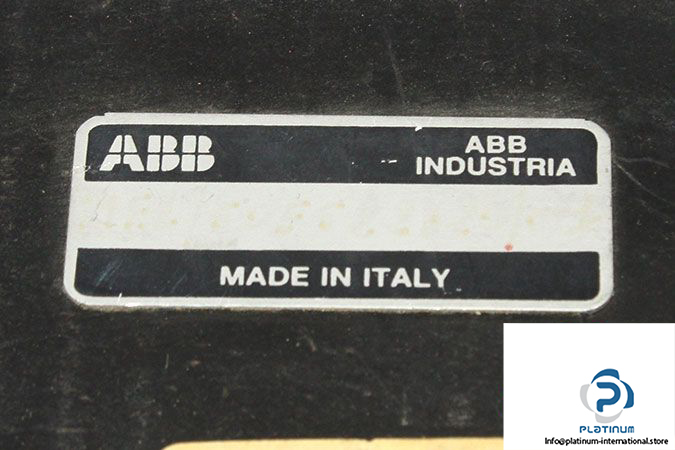 ABB
ABB
INDUSTRIA
MADE IN ITALY
PLATINUM
Info@platinum-international.store